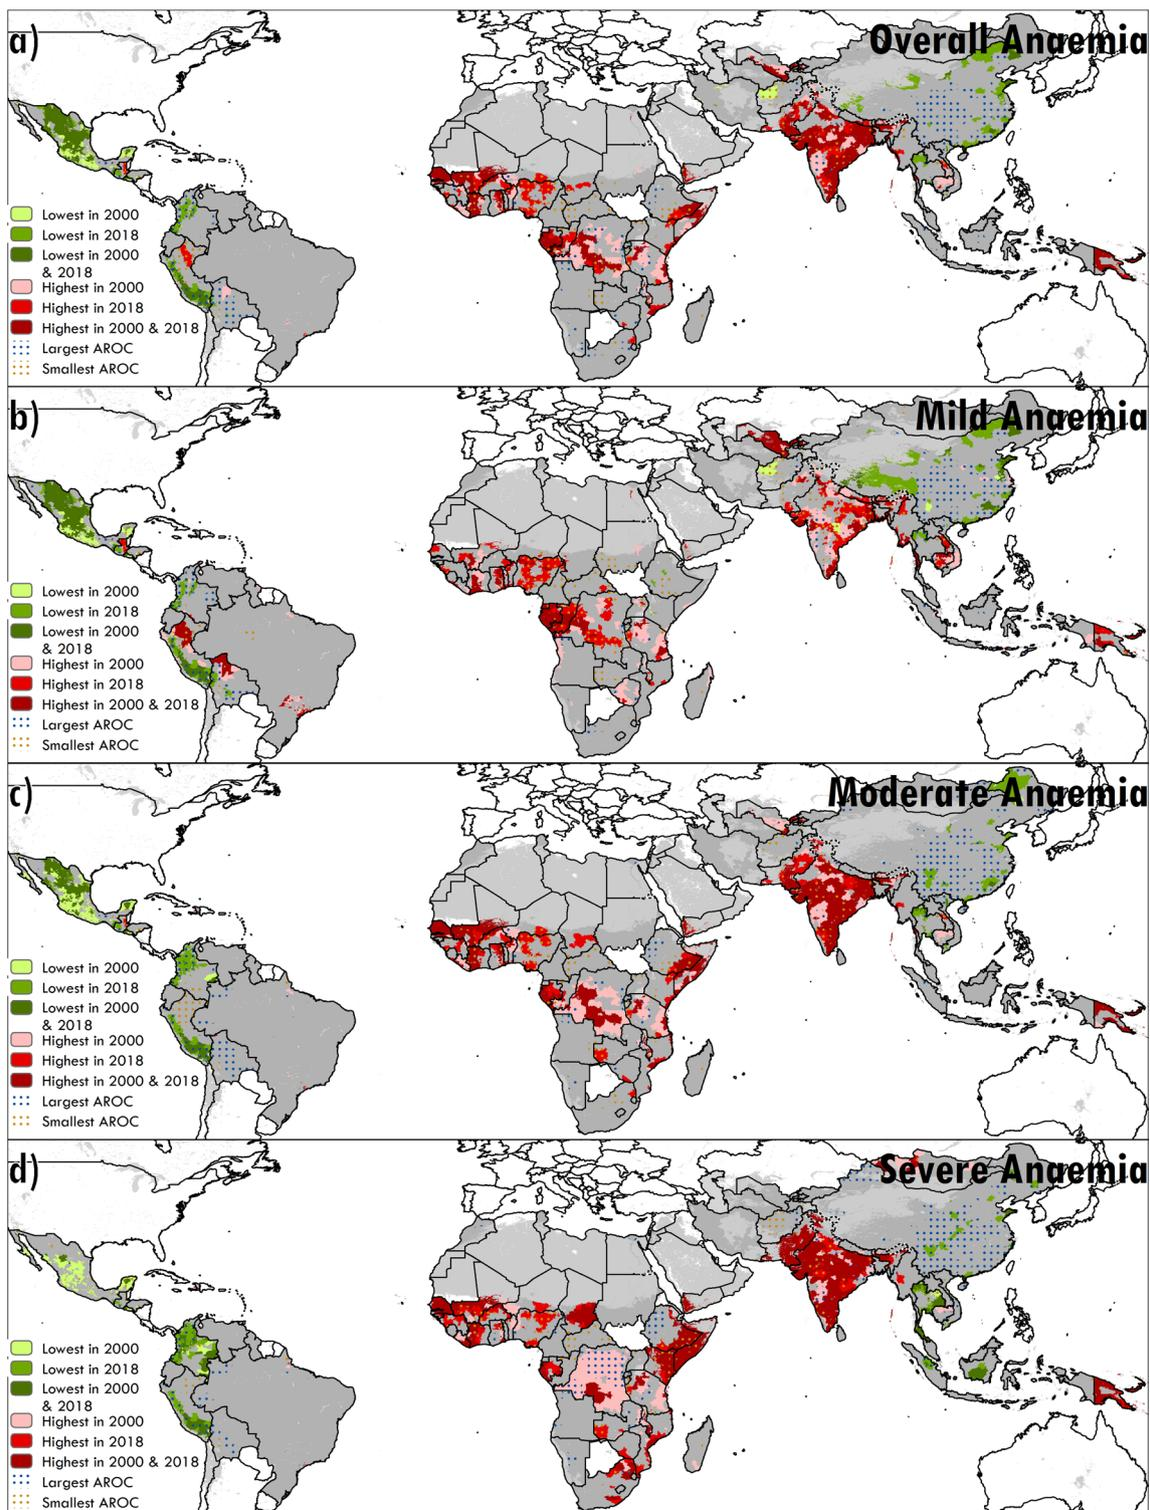 a)
Overall Anaemia
Lowest in 2000
Lowest in 2018
Lowest in 2000
& 2018
Highest in 2000
Highest in 2018
Highest in 2000 & 2018
Largest AROC
Smallest AROC
b)
Mild Anaemia
Lowest in 2000
Lowest in 2018
Lowest in 2000
& 2018
Highest in 2000
Highest in 2018
Highest in 2000 & 2018
Largest AROC
Smallest AROC
c)
Moderate Anaemia
Lowest in 2000
Lowest in 2018
Lowest in 2000
& 2018
Highest in 2000
Highest in 2018
Highest in 2000 & 2018
Largest AROC
Smallest AROC
d)
Severe Anaemia
Lowest in 2000
Lowest in 2018
Lowest in 2000
& 2018
Highest in 2000
Highest in 2018
Highest in 2000 & 2018
Largest AROC
Smallest AROC